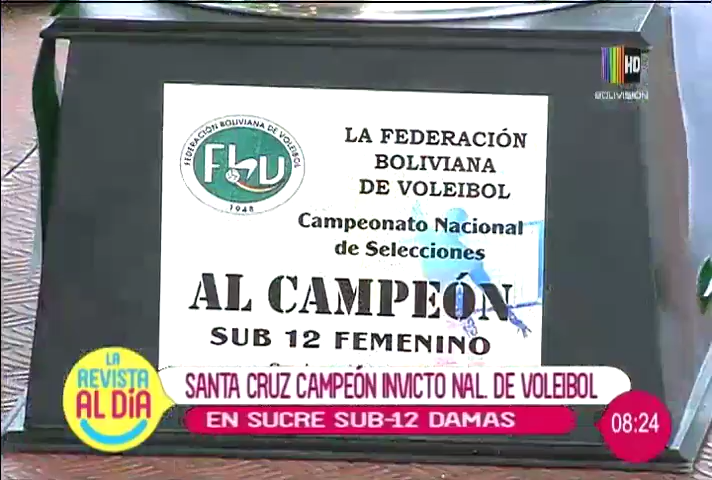 HD
BOLIVISIÓN
FEDERACIÓN BOLIVIANA DE VOLEIBOL
FbV
1948
LA FEDERACIÓN
BOLIVIANA
DE VOLEIBOL
Campeonato Nacional
de Selecciones
AL CAMPEÓN
SUB 12 FEMENINO
LA
REVISTA
AL DÍA
SANTA CRUZ CAMPEÓN INVICTO NAL. DE VOLEIBOL
EN SUCRE SUB-12 DAMAS
08:24